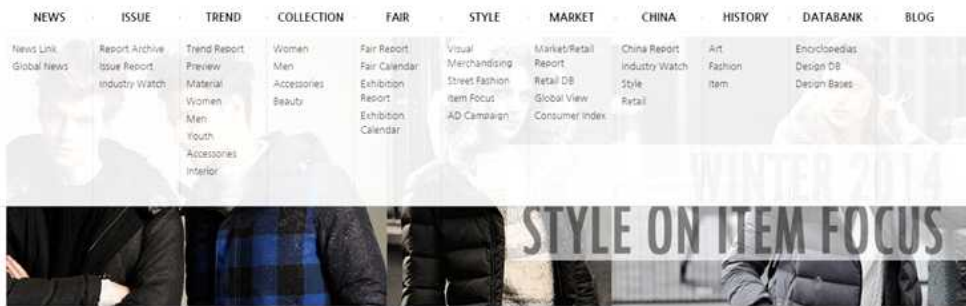 NEWS ISSUE TREND COLLECTION FAIR STYLE MARKET CHINA HISTORY DATABANK BLOG
News Link
Global News
Report Archive
Issue Report
Industry Watch
Trend Report
Preview
Material
Women
Men
Youth
Accessories
Interior
Women
Men
Accessories
Beauty
Fair Report
Fair Calendar
Exhibition
Report
Exhibition
Calendar
Visual
Merchandising
Street Fashion
Item Focus
AD Campaign
Market/Retail
Report
Retail DB
Global View
Consumer Index
China Report
Industry Watch
Style
Retail
Art
Fashion
Item
Encyclopedias
Design DB
Design Bases
WINTER 2014
STYLE ON ITEM FOCUS